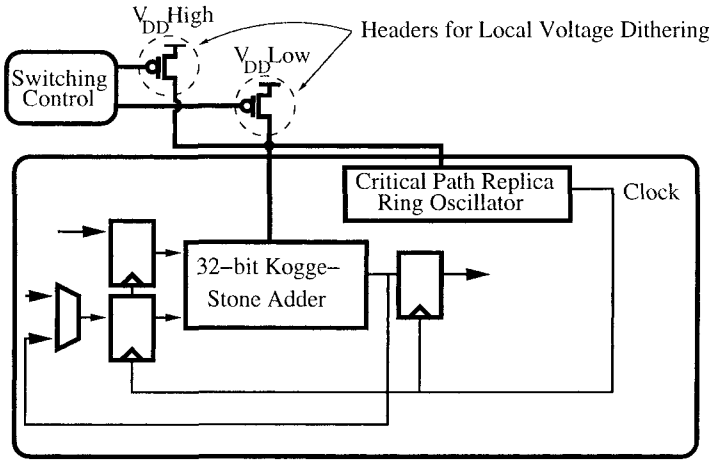 V_DD High
Headers for Local Voltage Dithering
V_DD Low
Switching
Control
Critical Path Replica
Ring Oscillator
Clock
32-bit Kogge-
Stone Adder